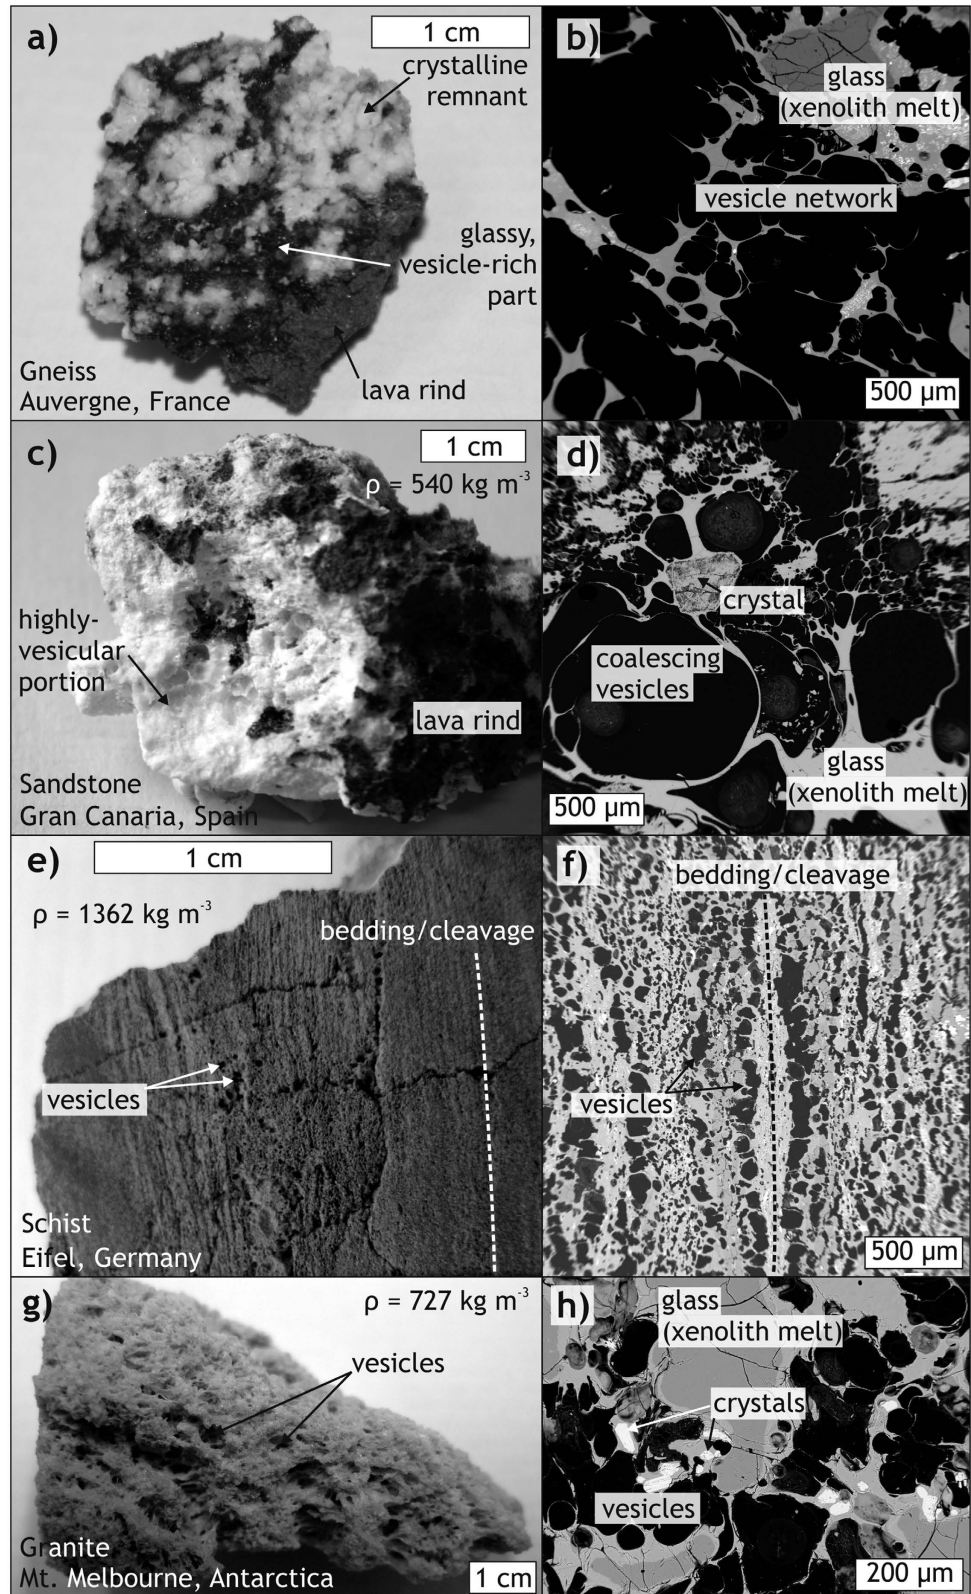 a)
1 cm
crystalline
remnant
glassy,
vesicle-rich
part
lava rind
Gneiss
Auvergne, France
b)
glass
(xenolith melt)
vesicle network
500 µm
c)
1 cm
ρ = 540 kg m⁻³
highly-
vesicular
portion
lava rind
Sandstone
Gran Canaria, Spain
d)
crystal
coalescing
vesicles
glass
(xenolith melt)
500 µm
e)
1 cm
ρ = 1362 kg m⁻³
bedding/cleavage
vesicles
Schist
Eifel, Germany
f)
bedding/cleavage
vesicles
500 µm
g)
ρ = 727 kg m⁻³
vesicles
Granite
Mt. Melbourne, Antarctica
1 cm
h)
glass
(xenolith melt)
crystals
vesicles
200 µm